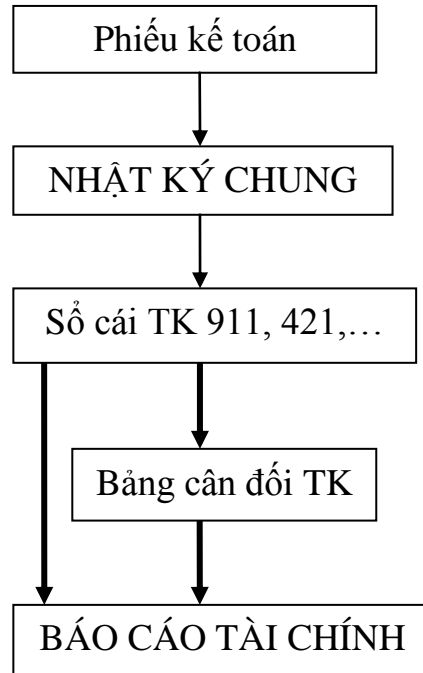 Phiếu kế toán
NHẬT KÝ CHUNG
Sổ cái TK 911, 421,…
Bảng cân đối TK
BÁO CÁO TÀI CHÍNH